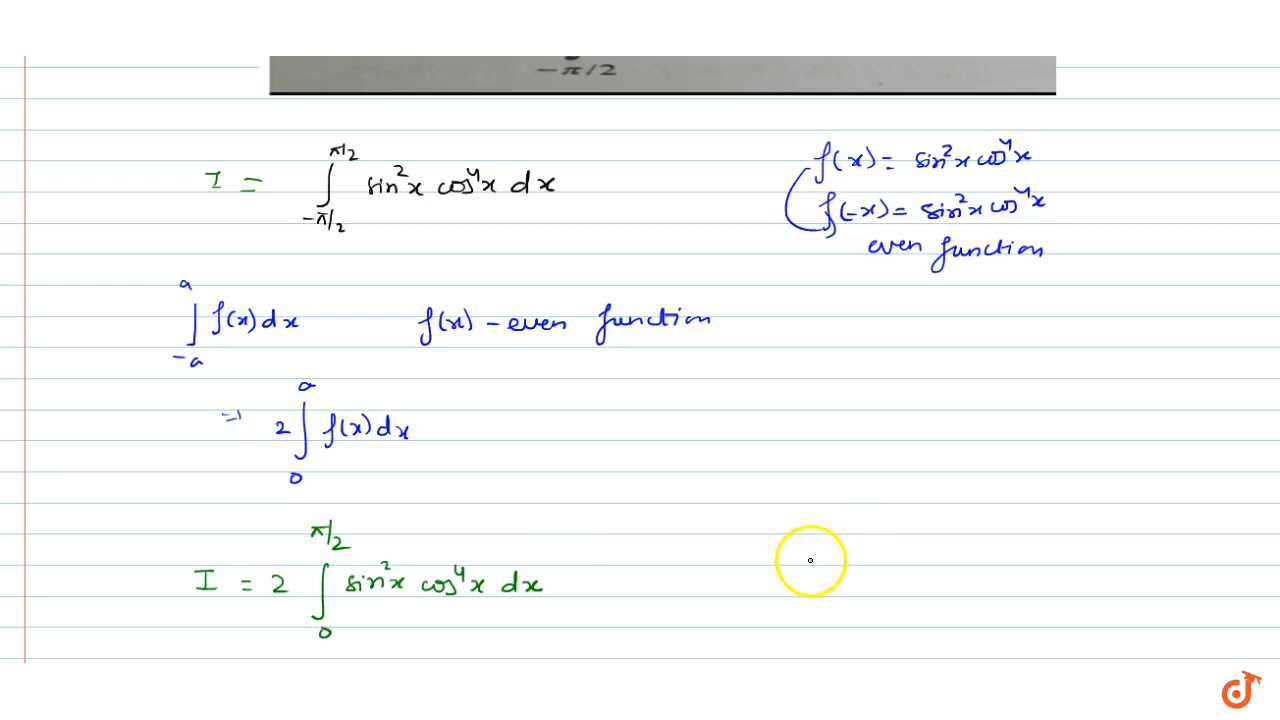 -π/2
I = ∫_{-π/2}^{π/2} sin²x cos⁴x dx
f(x) = sin²x cos⁴x
f(-x) = sin²x cos⁴x
even function
∫_{-a}^{a} f(x)dx f(x) - even function
⇒ 2∫_{0}^{a} f(x)dx
I = 2 ∫_{0}^{π/2} sin²x cos⁴x dx